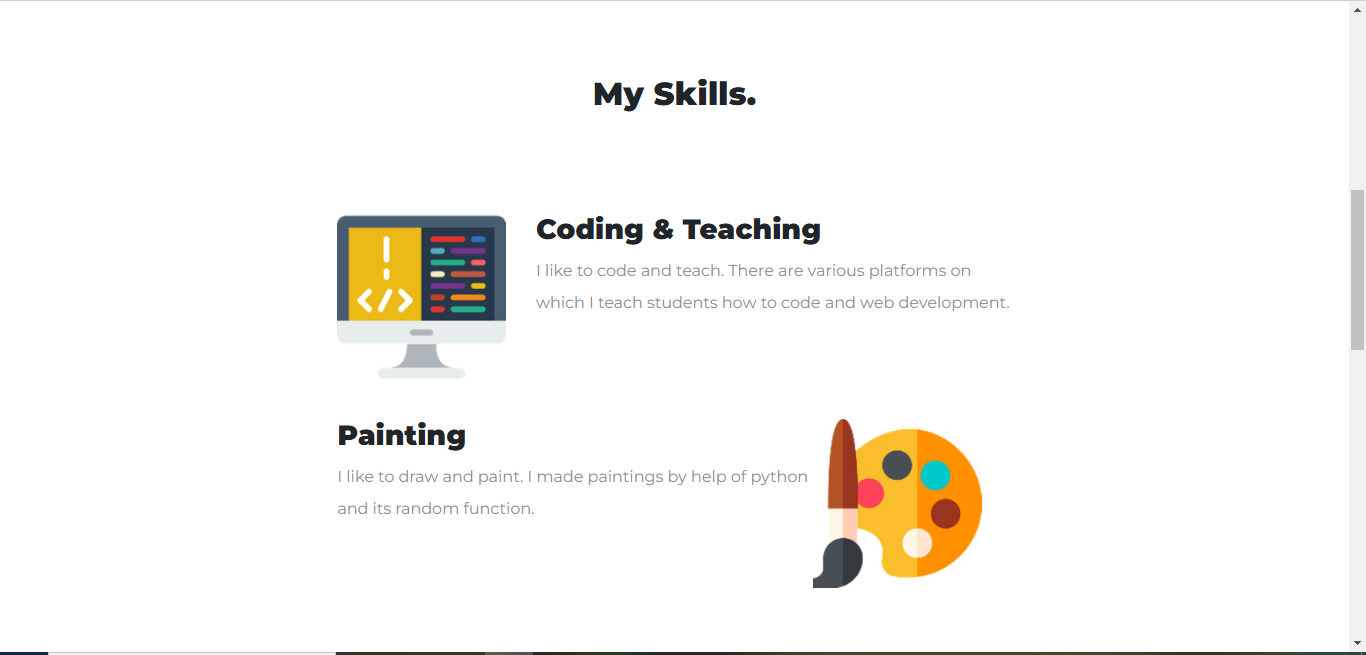 My Skills.
Coding & Teaching
I like to code and teach. There are various platforms on
which I teach students how to code and web development.
Painting
I like to draw and paint. I made paintings by help of python
and its random function.